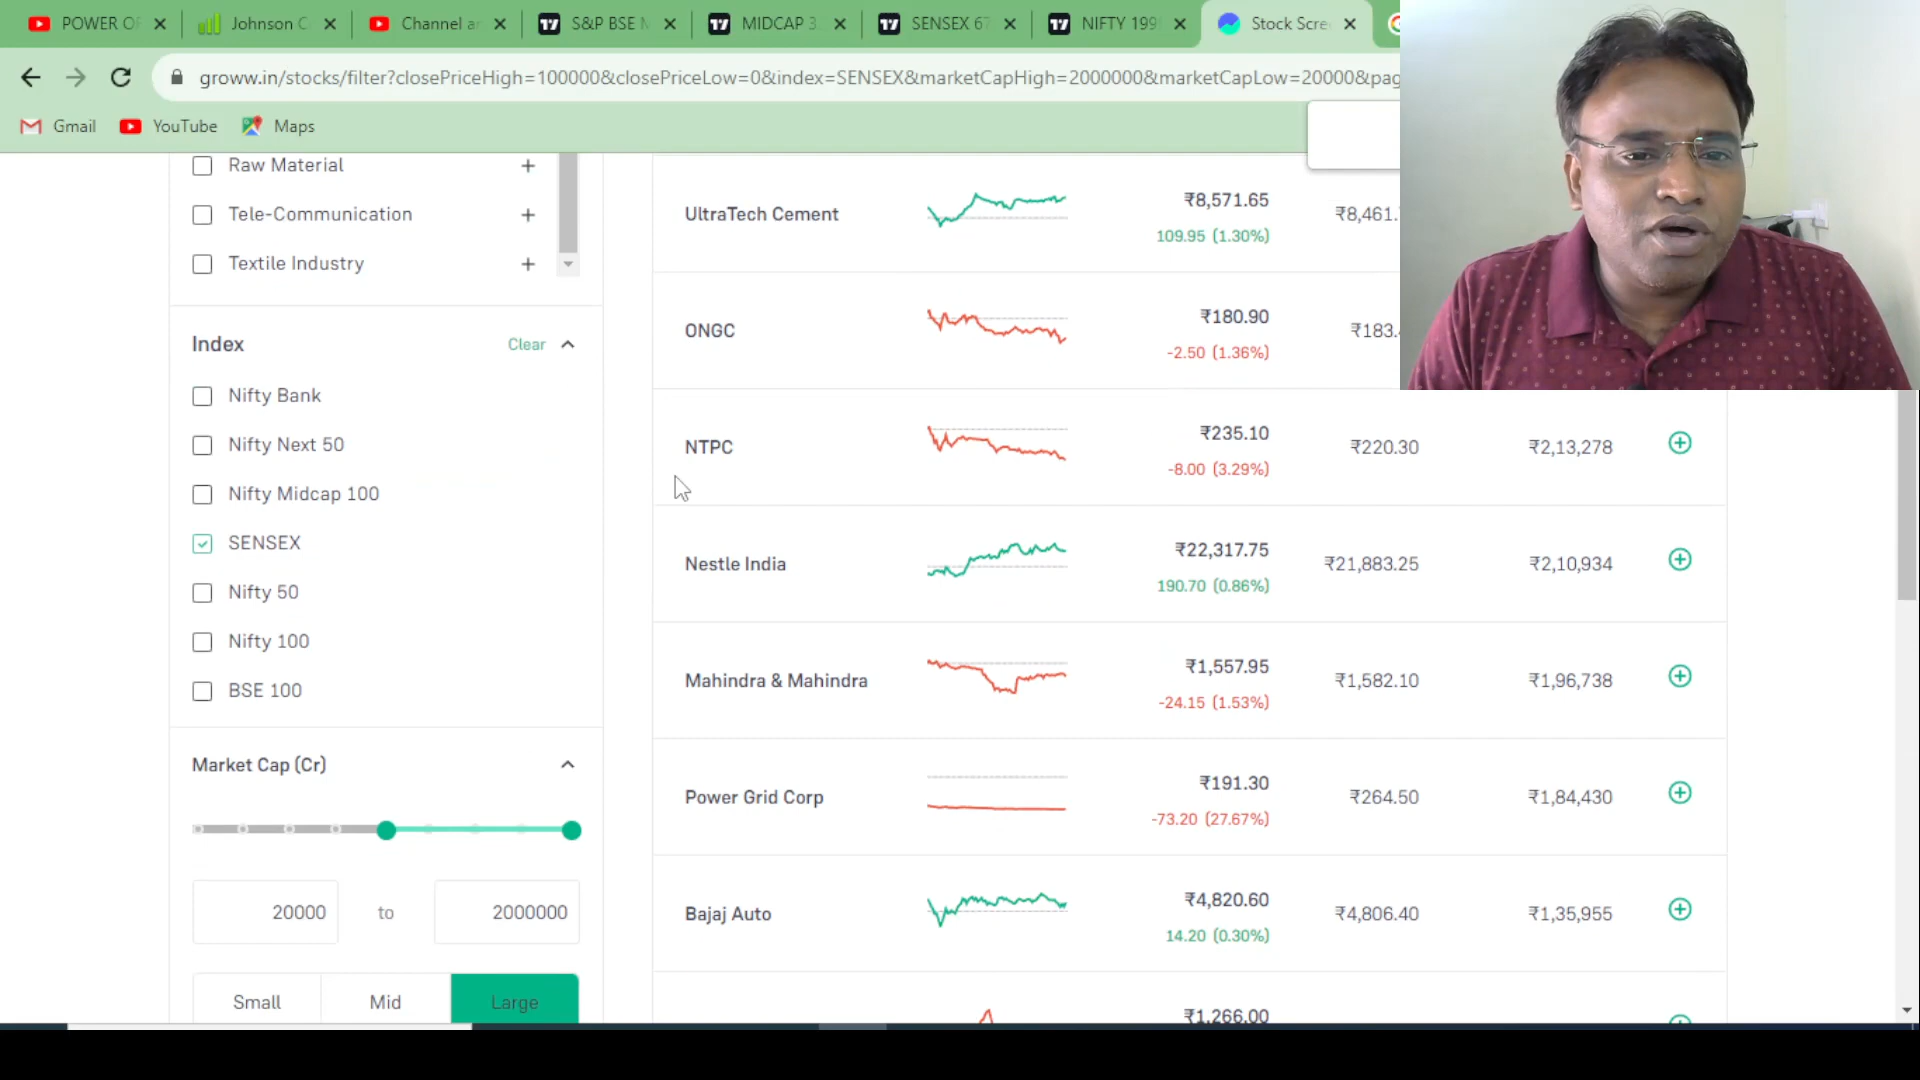 POWER OF
Johnson C
Channel a
S&P BSE M
MIDCAP 3
SENSEX 67
NIFTY 199
Stock Scre
groww.in/stocks/filter?closePriceHigh=100000&closePriceLow=0&index=SENSEX&marketCapHigh=2000000&marketCapLow=20000&pag
Gmail
YouTube
Maps
Raw Material
Tele-Communication
Textile Industry
Index
Clear
Nifty Bank
Nifty Next 50
Nifty Midcap 100
SENSEX
Nifty 50
Nifty 100
BSE 100
Market Cap (Cr)
20000 to 2000000
Small Mid Large
UltraTech Cement ₹8,571.65 ₹8,461.
109.95 (1.30%)
ONGC ₹180.90 ₹183.
-2.50 (1.36%)
NTPC ₹235.10 ₹220.30 ₹2,13,278
-8.00 (3.29%)
Nestle India ₹22,317.75 ₹21,883.25 ₹2,10,934
190.70 (0.86%)
Mahindra & Mahindra ₹1,557.95 ₹1,582.10 ₹1,96,738
-24.15 (1.53%)
Power Grid Corp ₹191.30 ₹264.50 ₹1,84,430
-73.20 (27.67%)
Bajaj Auto ₹4,820.60 ₹4,806.40 ₹1,35,955
14.20 (0.30%)
₹1,266.00